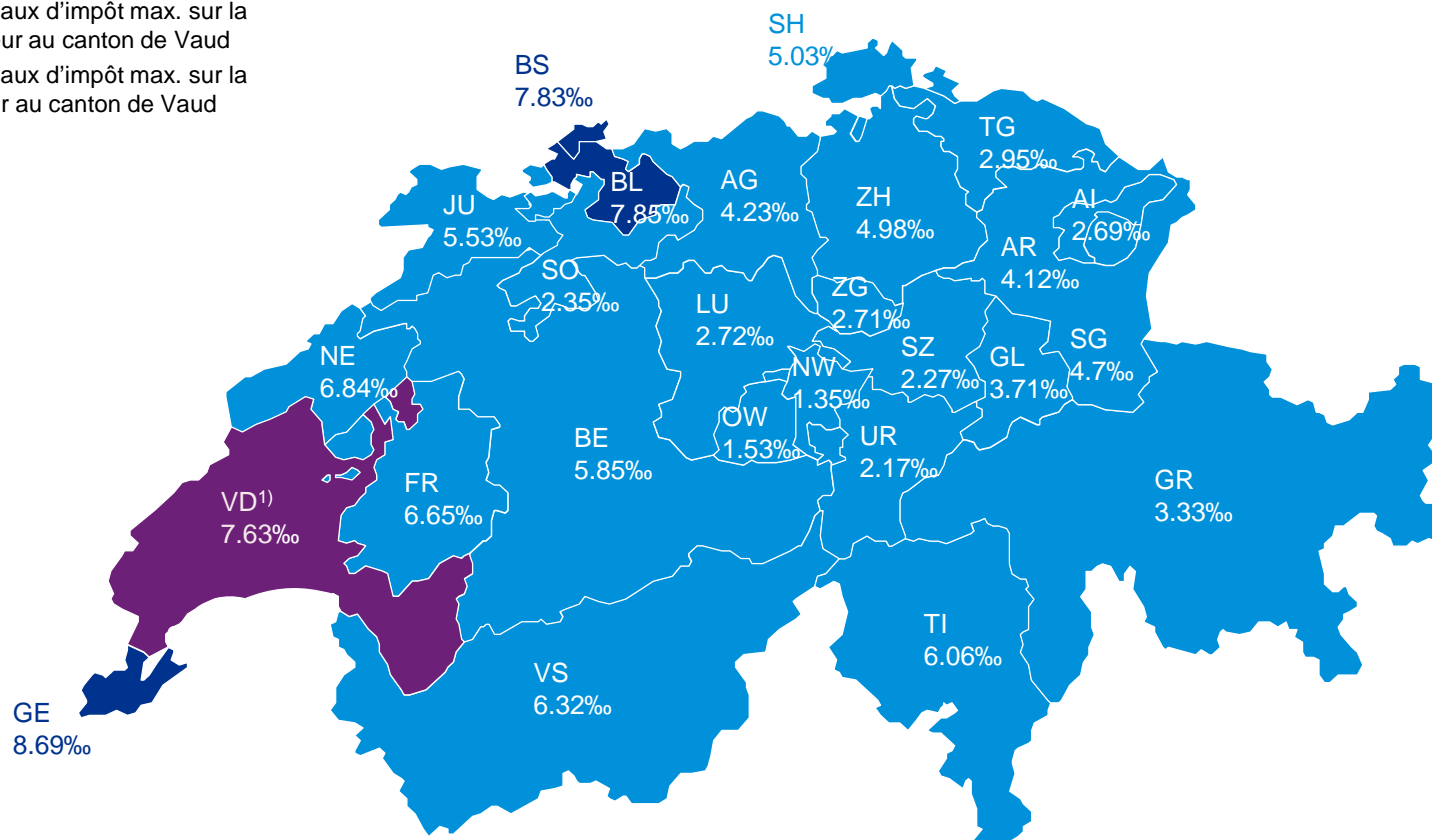 d'impôt max. sur la
au canton de Vaud
d'impôt max. sur la
au canton de Vaud
SH
5.03‰
BS
7.83‰
TG
2.95‰
BL
7.85‰
AG
4.23‰
ZH
4.98‰
AI
2.69‰
JU
5.53‰
AR
4.12‰
SO
2.35‰
LU
2.72‰
ZG
2.71‰
NE
6.84‰
SZ
2.27‰
GL
3.71‰
SG
4.7‰
NW
1.35‰
OW
1.53‰
BE
5.85‰
UR
2.17‰
VD1)
7.63‰
FR
6.65‰
GR
3.33‰
TI
6.06‰
VS
6.32‰
GE
8.69‰